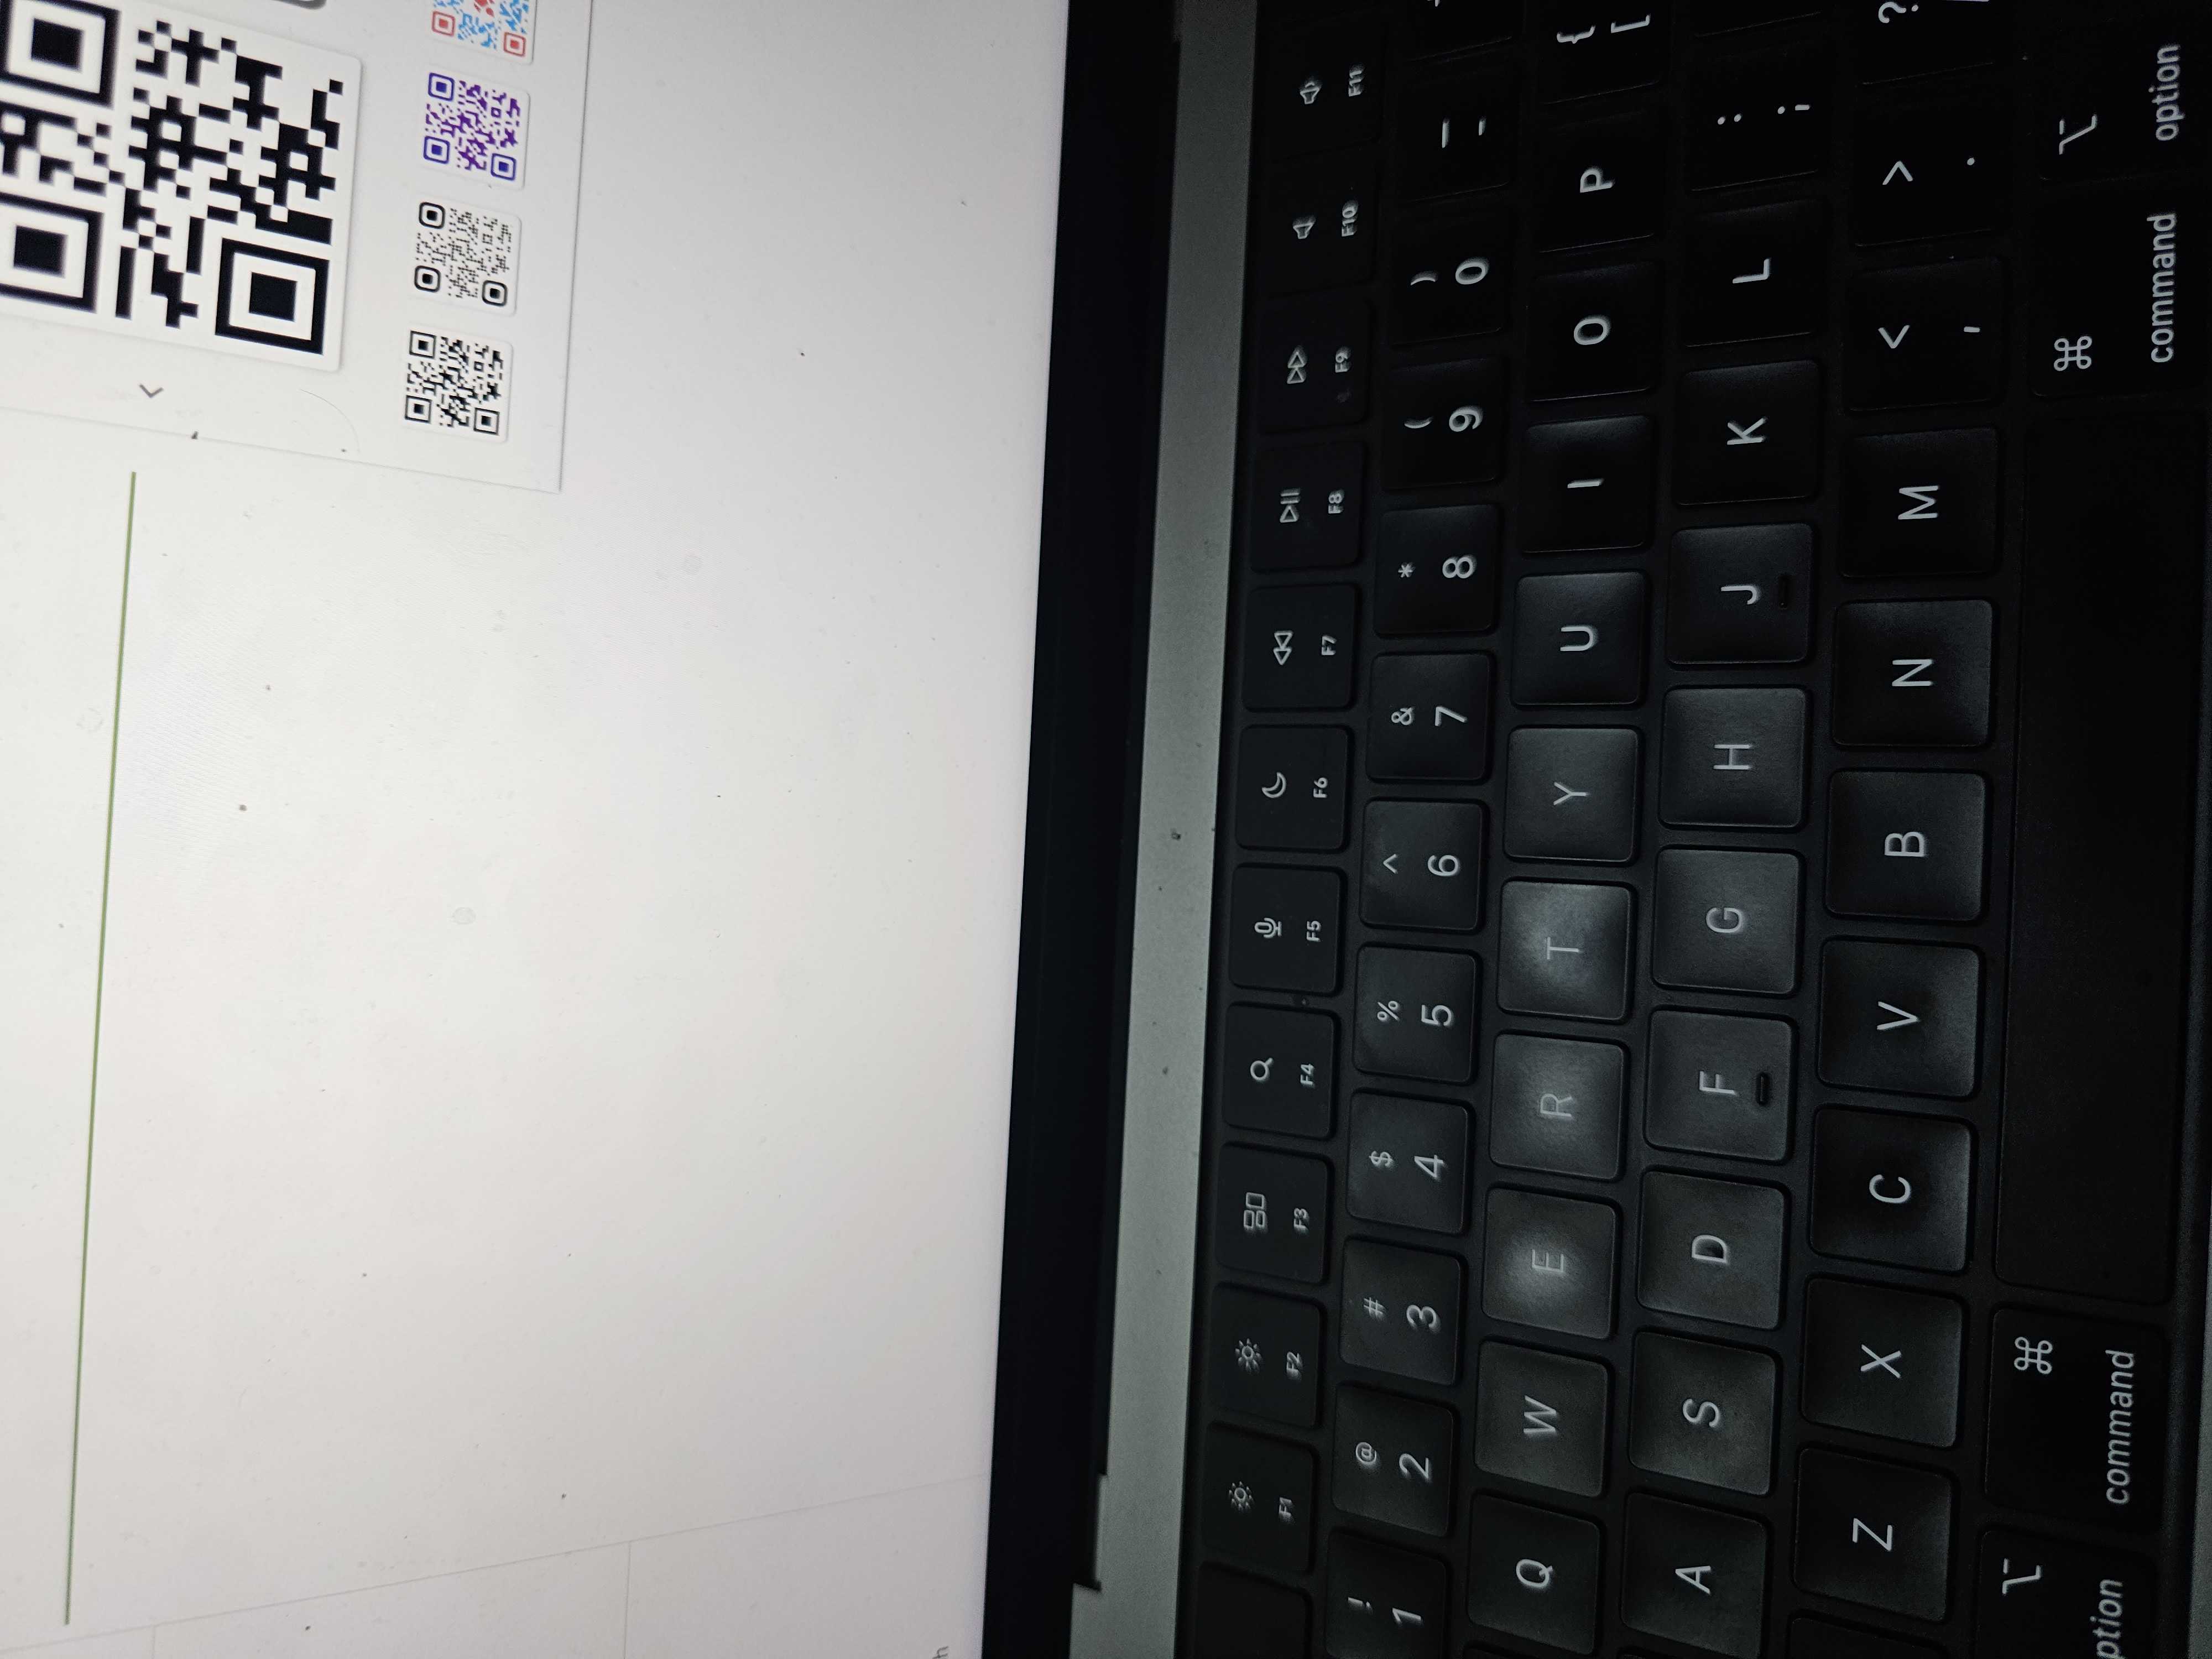 h
F1 F2 F3 F4 F5 F6 F7 F8 F9 F10 F11
! @ # $ % ^ & * ( ) _
1 2 3 4 5 6 7 8 9 0 -
Q W E R T Y U I O P { [
A S D F G H J K L : ;
Z X C V B N M < , > . ?
⌥ ⌘ ⌘ ⌥
ption command command option